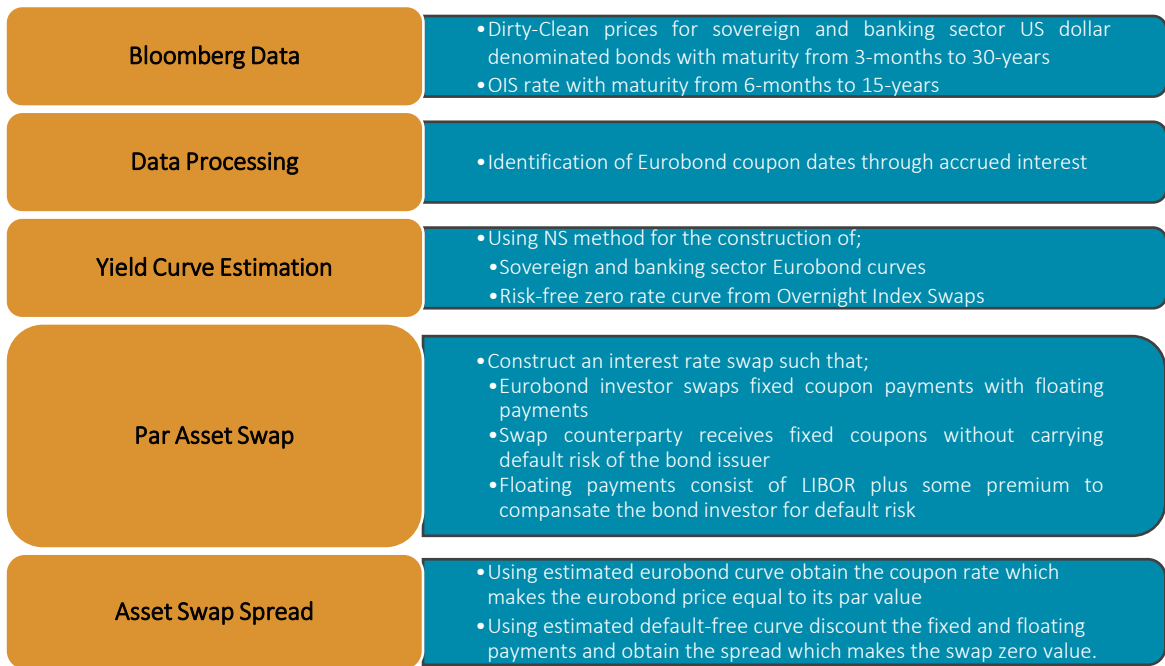 Bloomberg Data
•Dirty-Clean prices for sovereign and banking sector US dollar
denominated bonds with maturity from 3-months to 30-years
•OIS rate with maturity from 6-months to 15-years
Data Processing
•Identification of Eurobond coupon dates through accrued interest
Yield Curve Estimation
•Using NS method for the construction of;
•Sovereign and banking sector Eurobond curves
•Risk-free zero rate curve from Overnight Index Swaps
Par Asset Swap
•Construct an interest rate swap such that;
•Eurobond investor swaps fixed coupon payments with floating
payments
•Swap counterparty receives fixed coupons without carrying
default risk of the bond issuer
•Floating payments consist of LIBOR plus some premium to
compansate the bond investor for default risk
Asset Swap Spread
•Using estimated eurobond curve obtain the coupon rate which
makes the eurobond price equal to its par value
•Using estimated default-free curve discount the fixed and floating
payments and obtain the spread which makes the swap zero value.